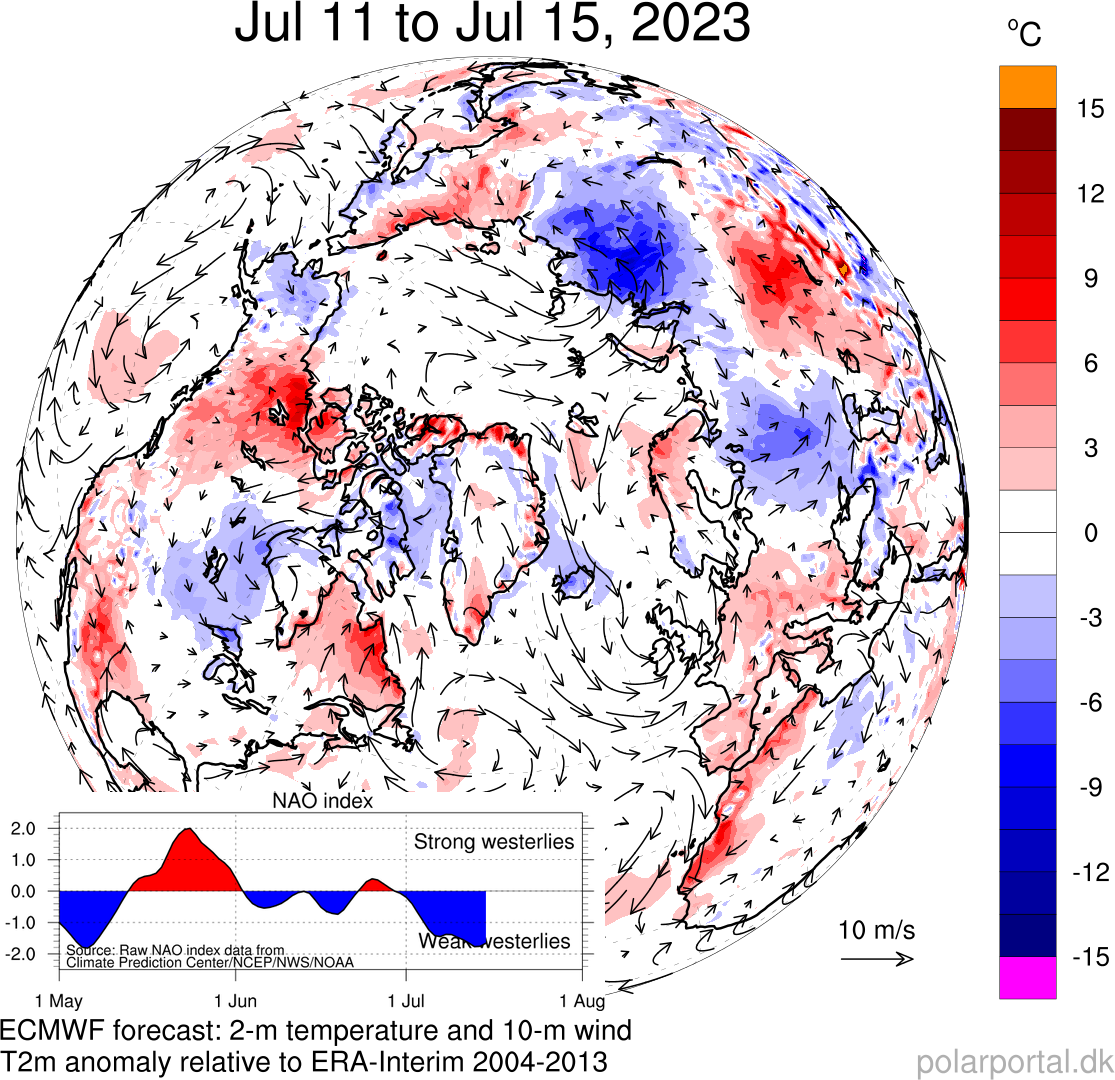 Jul 11 to Jul 15, 2023
oC
15
12
9
6
3
0
-3
-6
-9
-12
-15
10 m/s
NAO index
2.0
1.0
0.0
-1.0
-2.0
Strong westerlies
Weak westerlies
Source: Raw NAO index data from
Climate Prediction Center/NCEP/NWS/NOAA
1 May 1 Jun 1 Jul 1 Aug
ECMWF forecast: 2-m temperature and 10-m wind
T2m anomaly relative to ERA-Interim 2004-2013
polarportal.dk